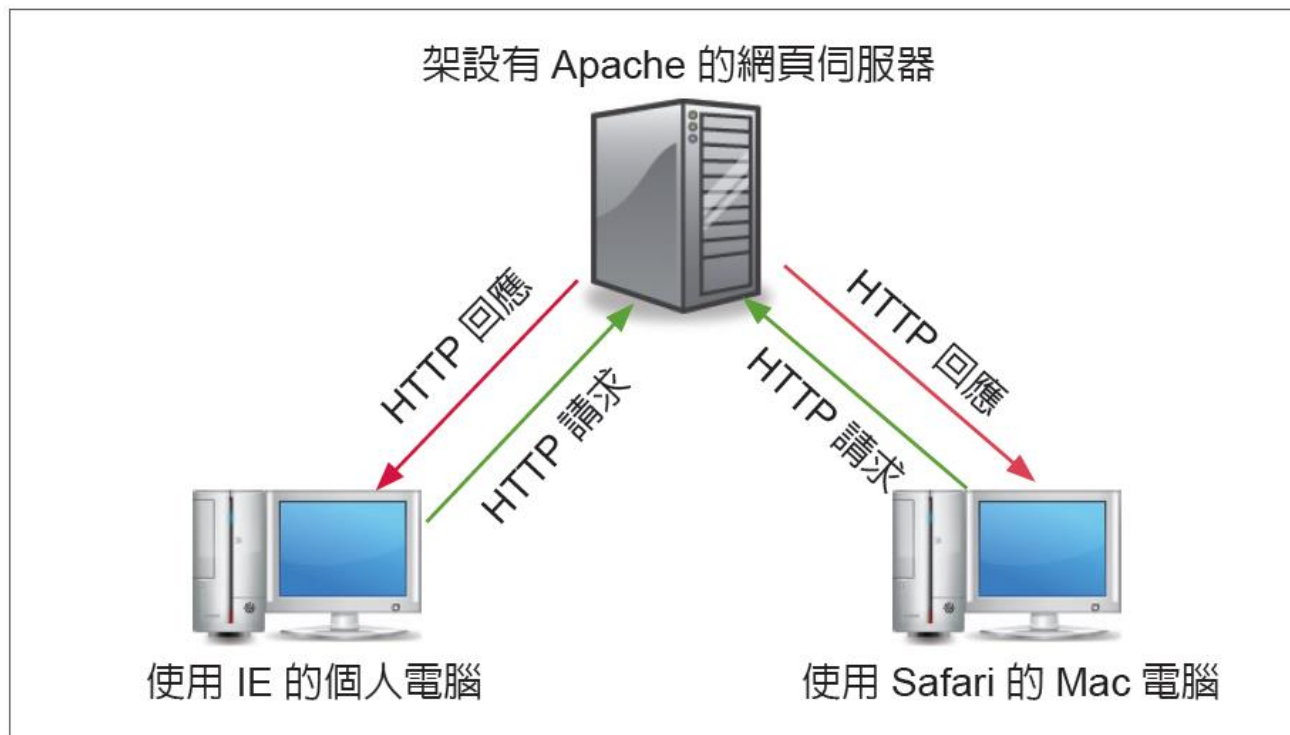 架設有 Apache 的網頁伺服器
HTTP 回應
HTTP 請求
HTTP 回應
HTTP 請求
使用 IE 的個人電腦
使用 Safari 的 Mac 電腦